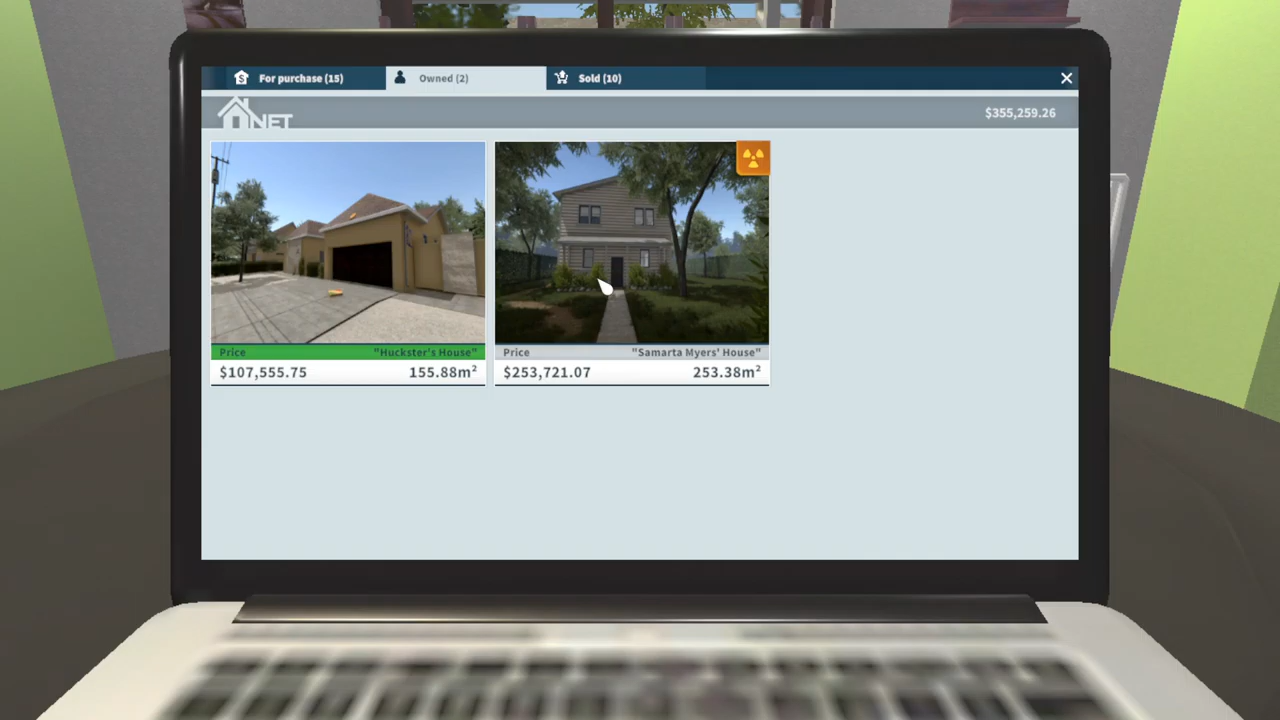 For purchase (15)
Owned (2)
Sold (10)
NET
$355,259.26
Price
"Huckster's House"
$107,555.75
155.88m²
Price
"Samarta Myers' House"
$253,721.07
253.38m²